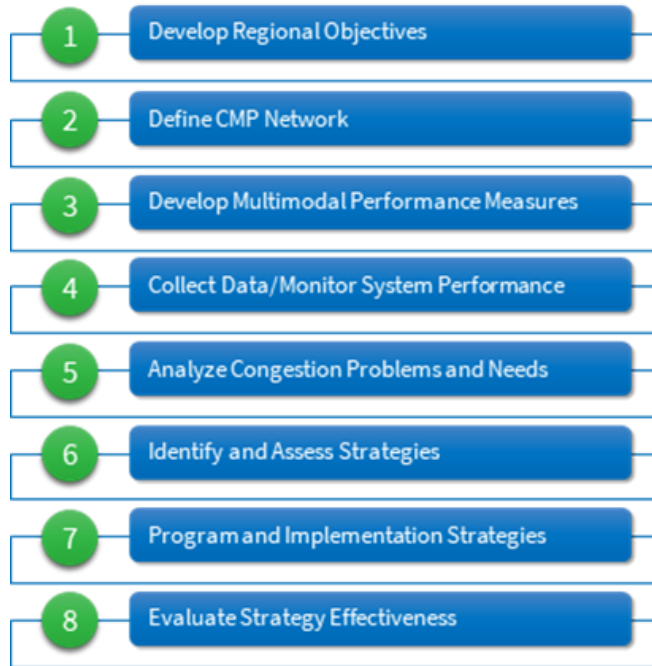 1 Develop Regional Objectives
2 Define CMP Network
3 Develop Multimodal Performance Measures
4 Collect Data/Monitor System Performance
5 Analyze Congestion Problems and Needs
6 Identify and Assess Strategies
7 Program and Implementation Strategies
8 Evaluate Strategy Effectiveness